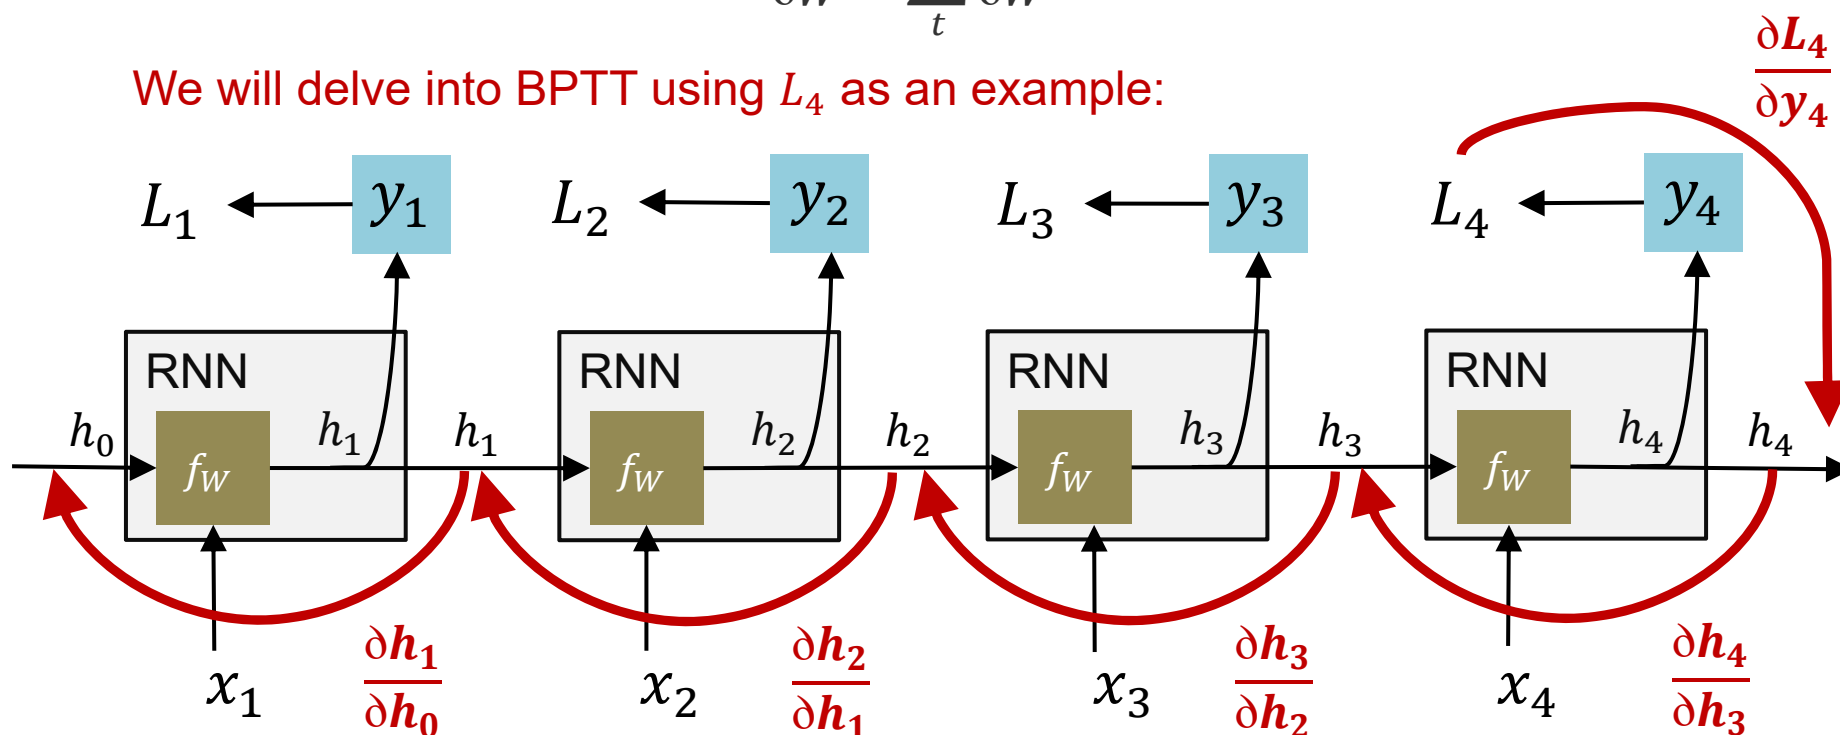 ∂W   ∑ ∂W
t
∂L₄
∂y₄
We will delve into BPTT using L₄ as an example:
L₁ y₁ L₂ y₂ L₃ y₃ L₄ y₄
RNN RNN RNN RNN
h₀ h₁ h₁ h₂ h₂ h₃ h₃ h₄ h₄
f_W f_W f_W f_W
x₁ ∂h₁ x₂ ∂h₂ x₃ ∂h₃ x₄ ∂h₄
∂h₀ ∂h₁ ∂h₂ ∂h₃